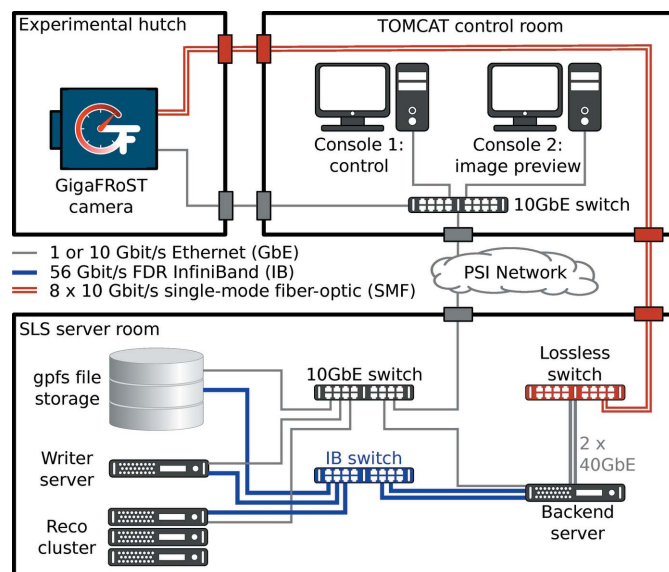 Experimental hutch
TOMCAT control room
GF
GigaFRoST
camera
Console 1:
control
Console 2:
image preview
10GbE switch
1 or 10 Gbit/s Ethernet (GbE)
56 Gbit/s FDR InfiniBand (IB)
8 x 10 Gbit/s single-mode fiber-optic (SMF)
PSI Network
SLS server room
gpfs file
storage
10GbE switch
Lossless
switch
2 x
40GbE
Writer
server
IB switch
Reco
cluster
Backend
server